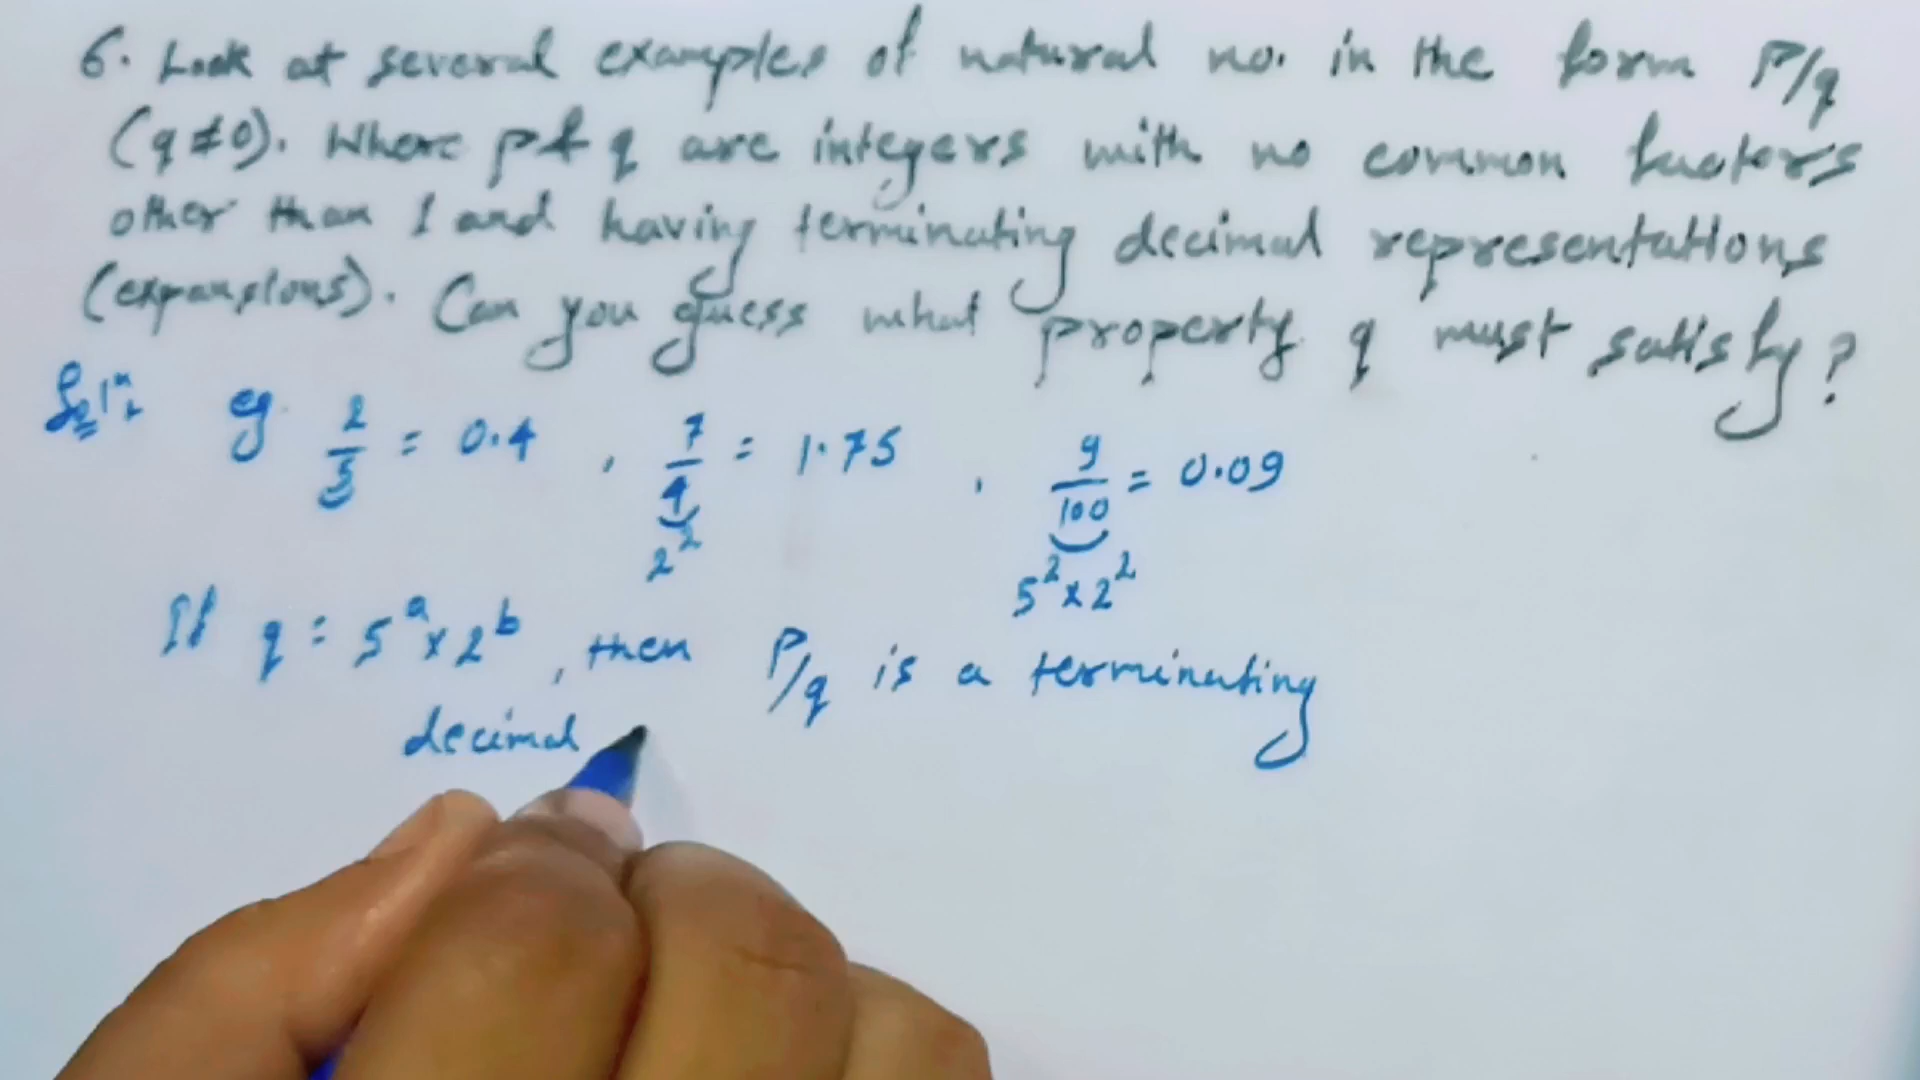 6. Look at several examples of natural no. in the form P/q
(q≠0). Where p & q are integers with no common factors
other than 1 and having terminating decimal representations
(expansions). Can you guess what property q must satisfy?
Solⁿ: eg. 2/5 = 0.4 , 7/4 = 1.75 , 9/100 = 0.09
2² 5² x 2²
If q = 5ᵃ x 2ᵇ , then P/q is a terminating
decimal